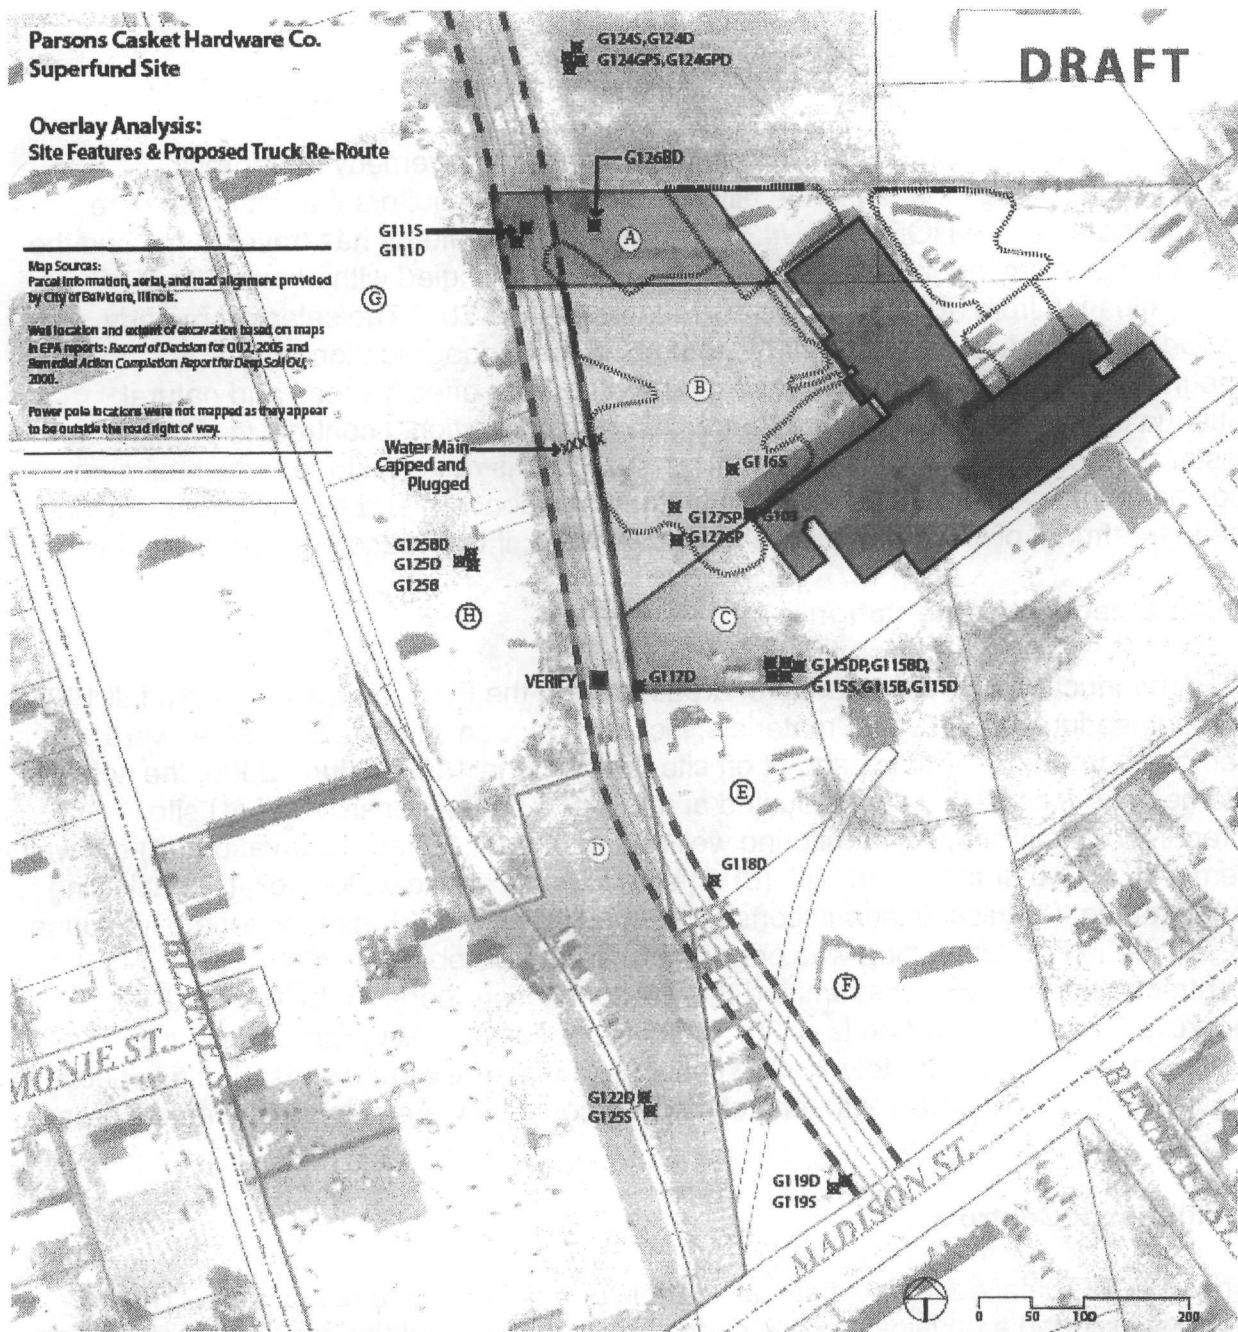 Parsons Casket Hardware Co.
Superfund Site
DRAFT
Overlay Analysis:
Site Features & Proposed Truck Re-Route
Map Sources:
Parcel information, aerial, and road alignment provided
by City of Belvidere, Illinois.
Well location and extent of excavation based on maps
in EPA reports: Record of Decision for OU2, 2005 and
Remedial Action Completion Report for Deep Soil OU,
2000.
Power pole locations were not mapped as they appear
to be outside the road right of way.
G124S,G124D
G124GPS,G124GPD
G126BD
G111S
G111D
A
G
B
Water Main
Capped and
Plugged
XXXX
G116S
G127SP
G103
G127GP
G125BD
G125D
G125B
H
C
VERIFY
G117D
G115DP,G115BD,
G115S,G115B,G115D
E
D
G118D
F
BLAINE ST.
MONIE ST.
G122D
G125S
G119D
G119S
MADISON ST.
BENNETT ST.
0 50 100 200